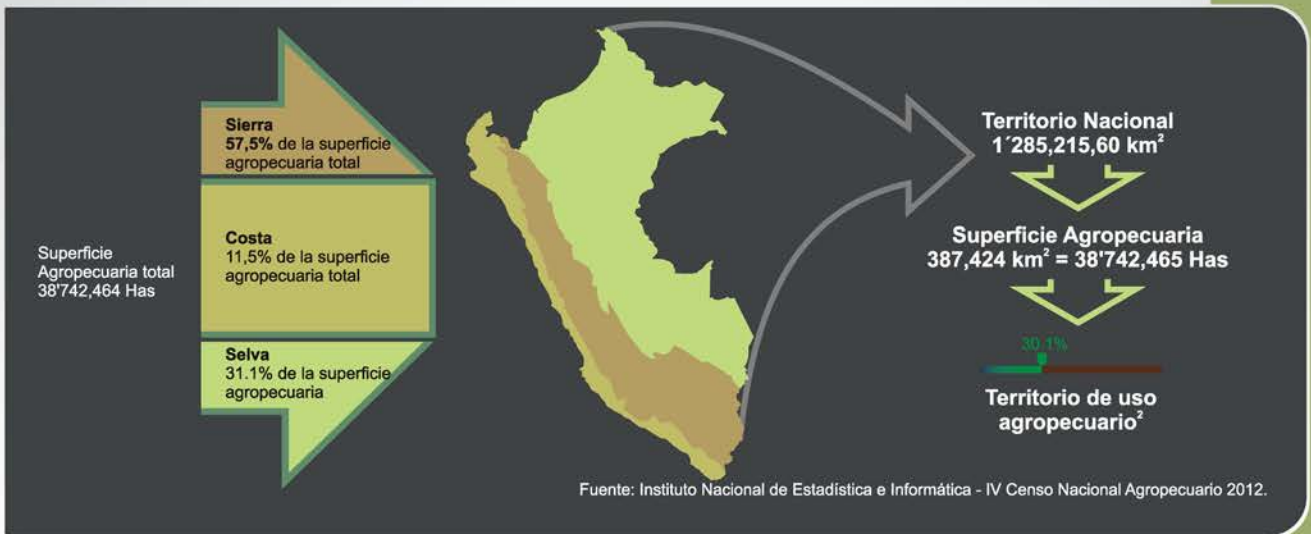 Superficie
Agropecuaria total
38'742,464 Has
Sierra
57,5% de la superficie
agropecuaria total
Costa
11,5% de la superficie
agropecuaria total
Selva
31.1% de la superficie
agropecuaria
Territorio Nacional
1´285,215,60 km²
Superficie Agropecuaria
387,424 km² = 38'742,465 Has
30.1%
Territorio de uso
agropecuario²
Fuente: Instituto Nacional de Estadística e Informática - IV Censo Nacional Agropecuario 2012.